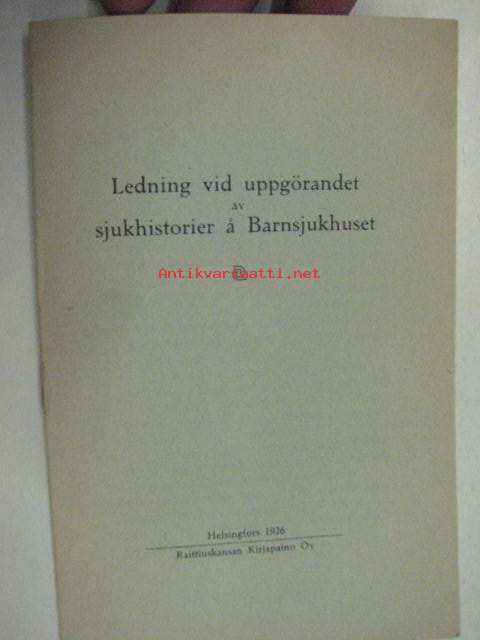 Ledning vid uppgörandet
av
sjukhistorier å Barnsjukhuset
Antikvariaatti.net
Helsingfors 1926
Raittiuskansan Kirjapaino Oy